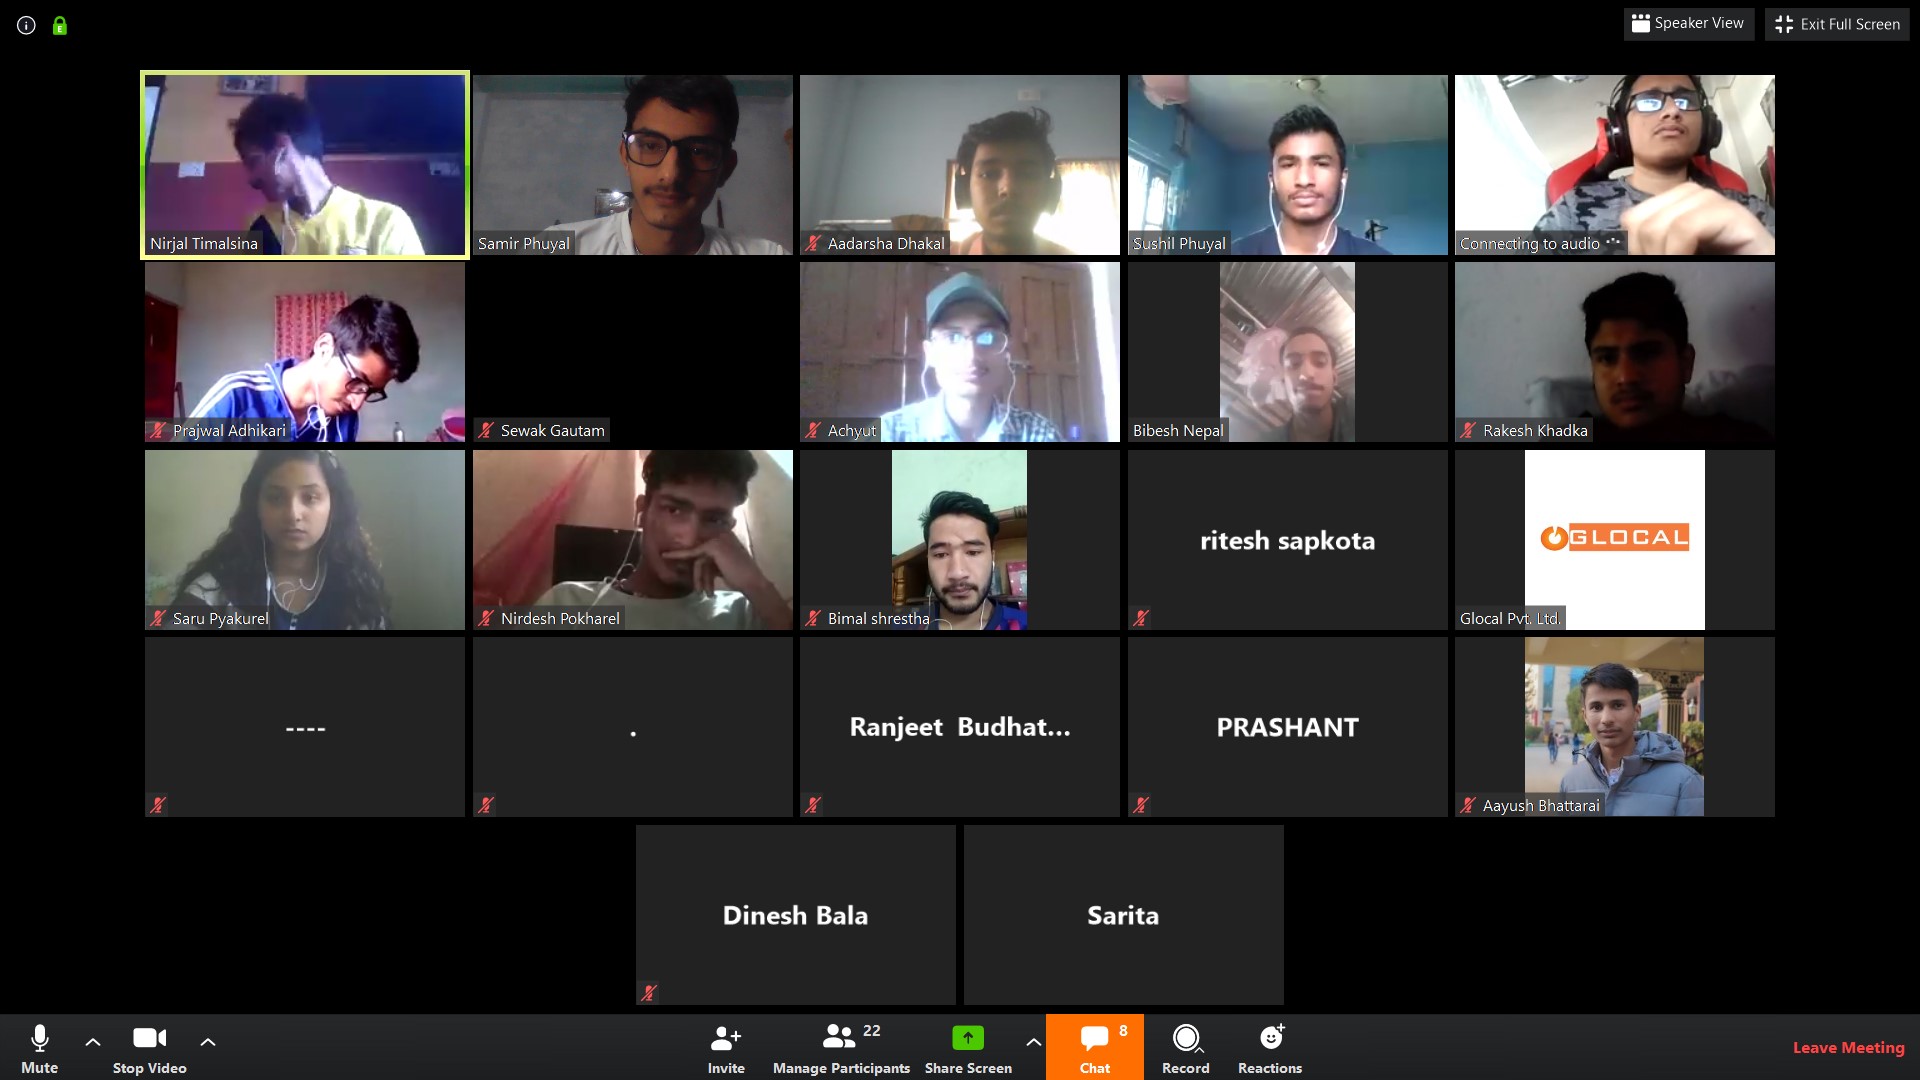 Speaker View
Exit Full Screen
Nirjal Timalsina
Samir Phuyal
Aadarsha Dhakal
Sushil Phuyal
Connecting to audio
Prajwal Adhikari
Sewak Gautam
Achyut
Bibesh Nepal
Rakesh Khadka
Saru Pyakurel
Nirdesh Pokharel
Bimal shrestha
ritesh sapkota
GLOCAL
Glocal Pvt. Ltd.
----
.
Ranjeet Budhat...
PRASHANT
Aayush Bhattarai
Dinesh Bala
Sarita
Mute
Stop Video
Invite
22
Manage Participants
Share Screen
8
Chat
Record
Reactions
Leave Meeting